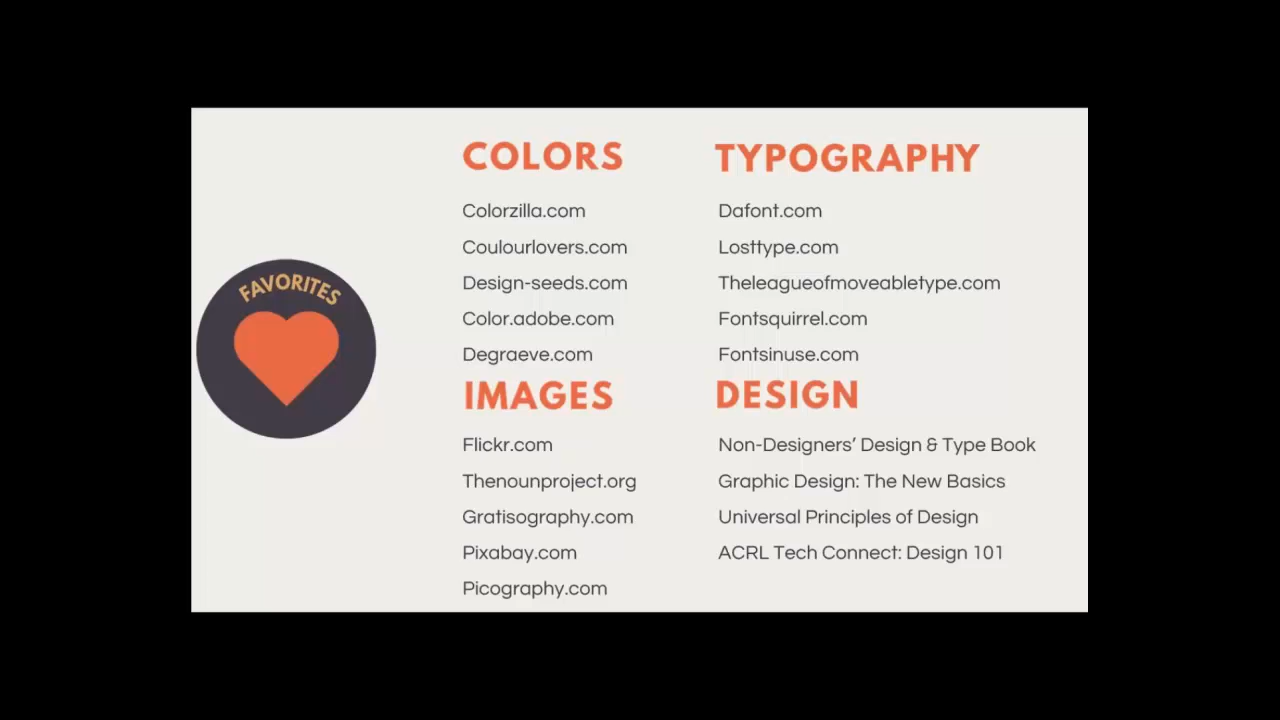 FAVORITES
COLORS
Colorzilla.com
Coulourlovers.com
Design-seeds.com
Color.adobe.com
Degraeve.com
TYPOGRAPHY
Dafont.com
Losttype.com
Theleagueofmoveabletype.com
Fontsquirrel.com
Fontsinuse.com
IMAGES
Flickr.com
Thenounproject.org
Gratisography.com
Pixabay.com
Picography.com
DESIGN
Non-Designers’ Design & Type Book
Graphic Design: The New Basics
Universal Principles of Design
ACRL Tech Connect: Design 101